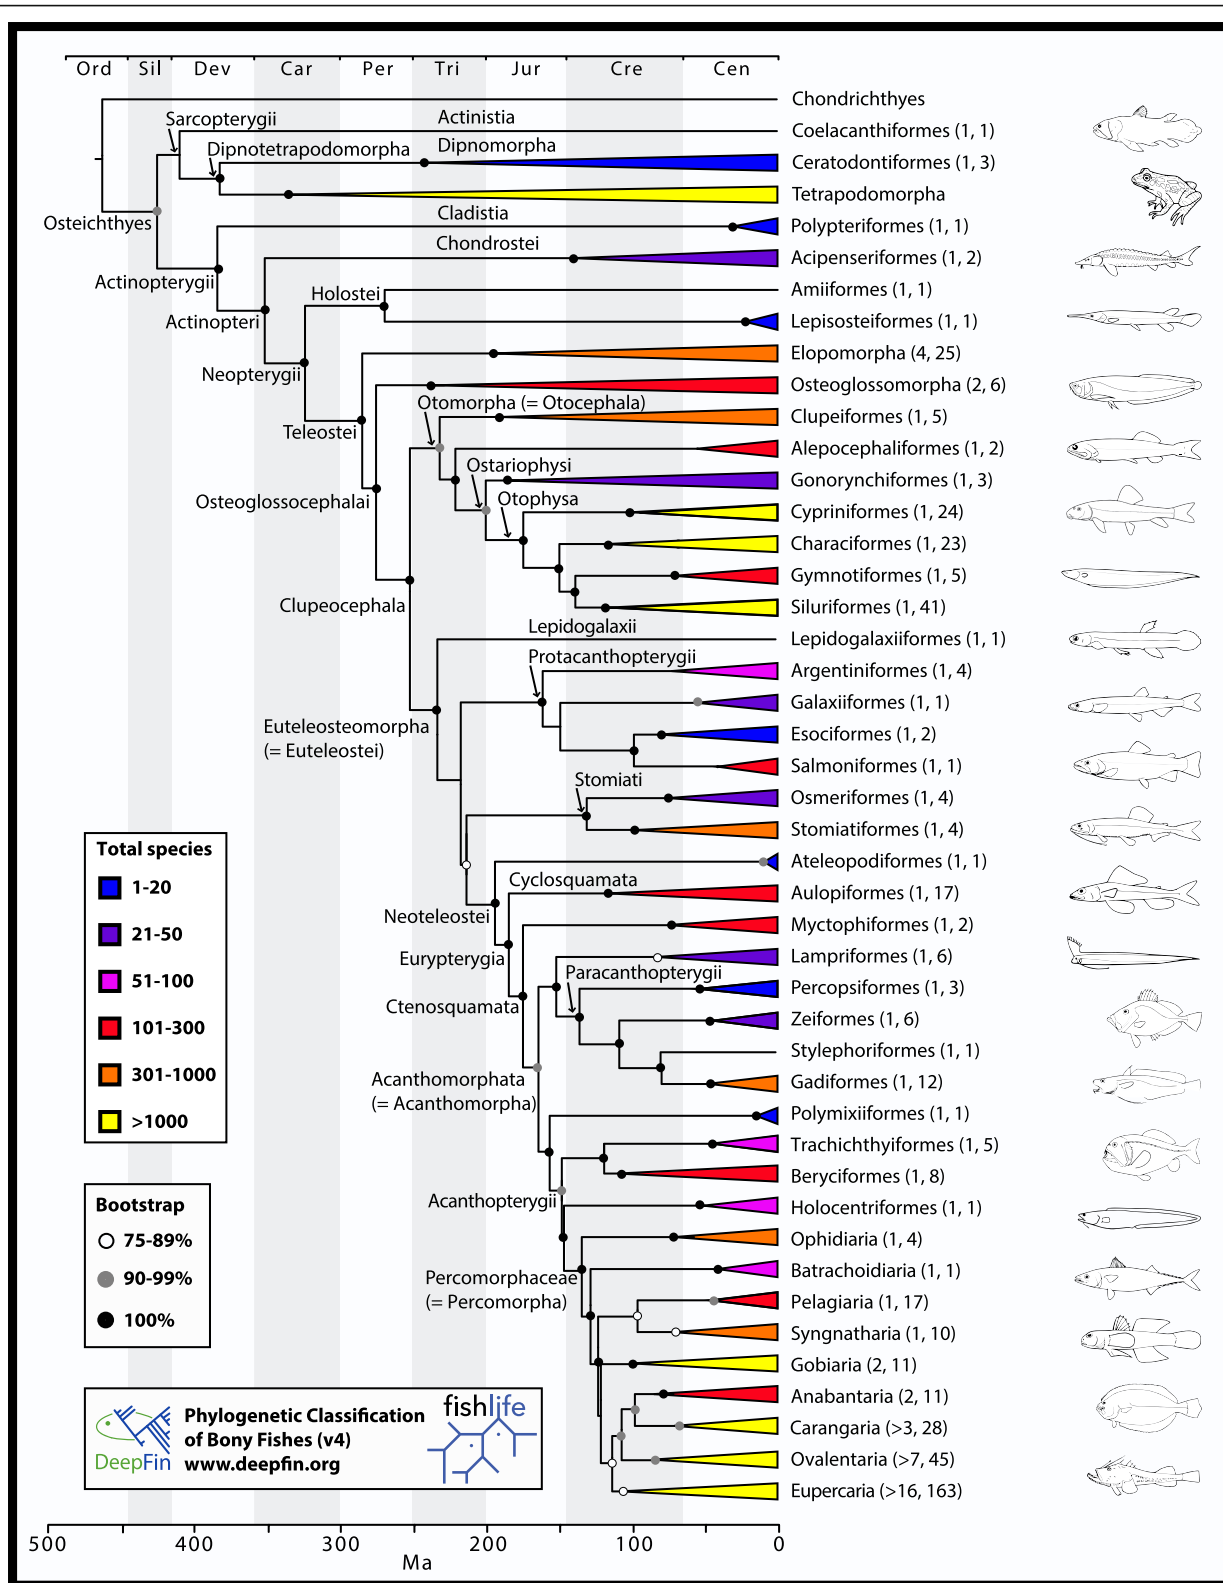 Ord Sil Dev Car Per Tri Jur Cre Cen
Chondrichthyes
Sarcopterygii
Actinistia
Coelacanthiformes (1, 1)
Dipnotetrapodomorpha
Dipnomorpha
Ceratodontiformes (1, 3)
Tetrapodomorpha
Osteichthyes
Cladistia
Polypteriformes (1, 1)
Chondrostei
Acipenseriformes (1, 2)
Actinopterygii
Holostei
Amiiformes (1, 1)
Actinopteri
Lepisosteiformes (1, 1)
Elopomorpha (4, 25)
Neopterygii
Osteoglossomorpha (2, 6)
Otomorpha (= Otocephala)
Clupeiformes (1, 5)
Teleostei
Alepocephaliformes (1, 2)
Ostariophysi
Gonorynchiformes (1, 3)
Osteoglossocephalai
Otophysa
Cypriniformes (1, 24)
Characiformes (1, 23)
Gymnotiformes (1, 5)
Clupeocephala
Siluriformes (1, 41)
Lepidogalaxii
Lepidogalaxiiformes (1, 1)
Protacanthopterygii
Argentiniformes (1, 4)
Galaxiiformes (1, 1)
Euteleosteomorpha
(= Euteleostei)
Esociformes (1, 2)
Salmoniformes (1, 1)
Stomiati
Osmeriformes (1, 4)
Stomiatiformes (1, 4)
Ateleopodiformes (1, 1)
Cyclosquamata
Aulopiformes (1, 17)
Neoteleostei
Myctophiformes (1, 2)
Eurypterygia
Lampriformes (1, 6)
Paracanthopterygii
Percopsiformes (1, 3)
Ctenosquamata
Zeiformes (1, 6)
Stylephoriformes (1, 1)
Acanthomorphata
(= Acanthomorpha)
Gadiformes (1, 12)
Polymixiiformes (1, 1)
Trachichthyiformes (1, 5)
Beryciformes (1, 8)
Acanthopterygii
Holocentriformes (1, 1)
Ophidiaria (1, 4)
Percomorphaceae
(= Percomorpha)
Batrachoidiaria (1, 1)
Pelagiaria (1, 17)
Syngnatharia (1, 10)
Gobiaria (2, 11)
Anabantaria (2, 11)
Carangaria (>3, 28)
Ovalentaria (>7, 45)
Eupercaria (>16, 163)
Total species
1-20
21-50
51-100
101-300
301-1000
>1000
Bootstrap
75-89%
90-99%
100%
DeepFin
Phylogenetic Classification
of Bony Fishes (v4)
www.deepfin.org
fishlife
500 400 300 200 100 0
Ma